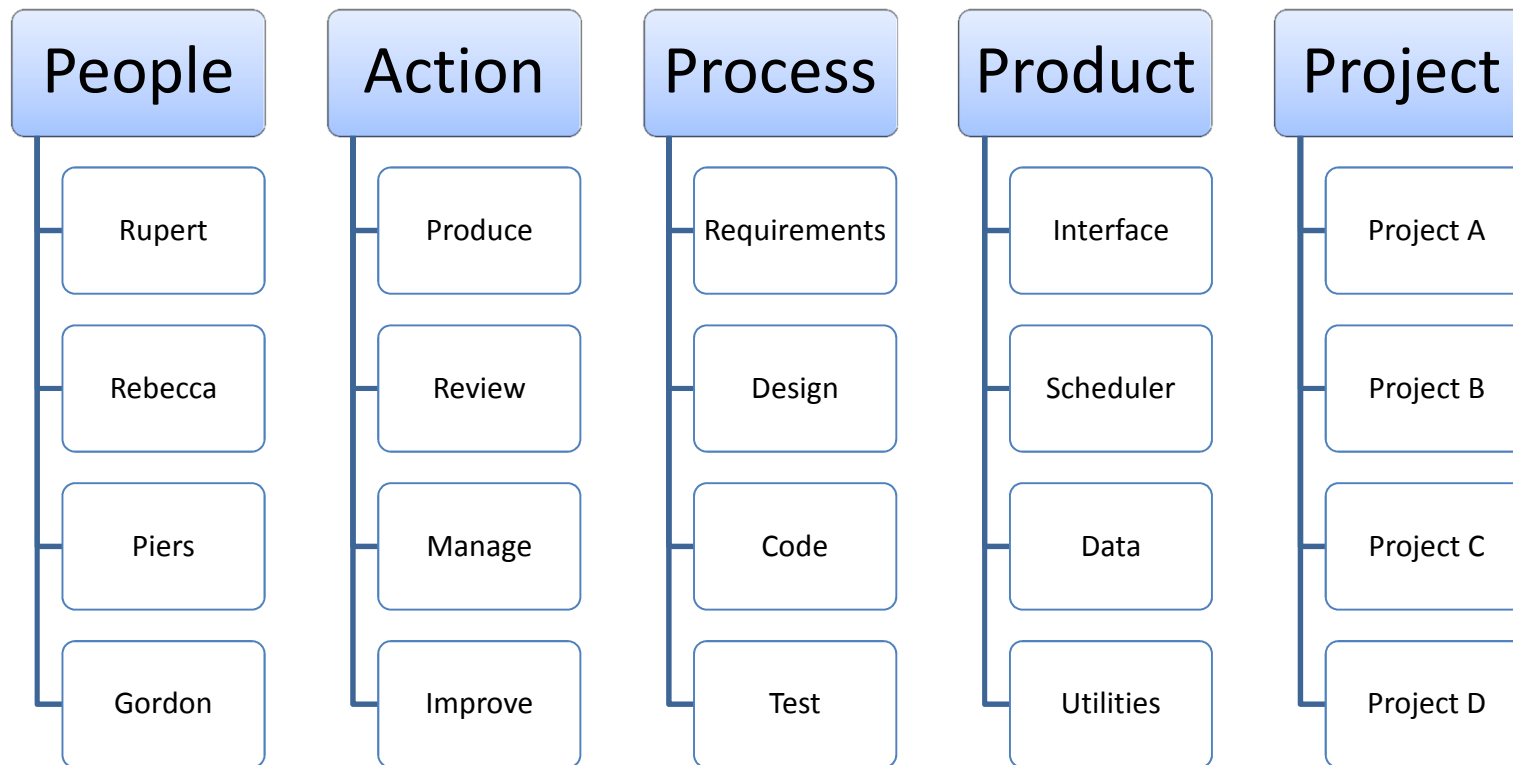 People
Action
Process
Product
Project
Rupert
Produce
Requirements
Interface
Project A
Rebecca
Review
Design
Scheduler
Project B
Piers
Manage
Code
Data
Project C
Gordon
Improve
Test
Utilities
Project D